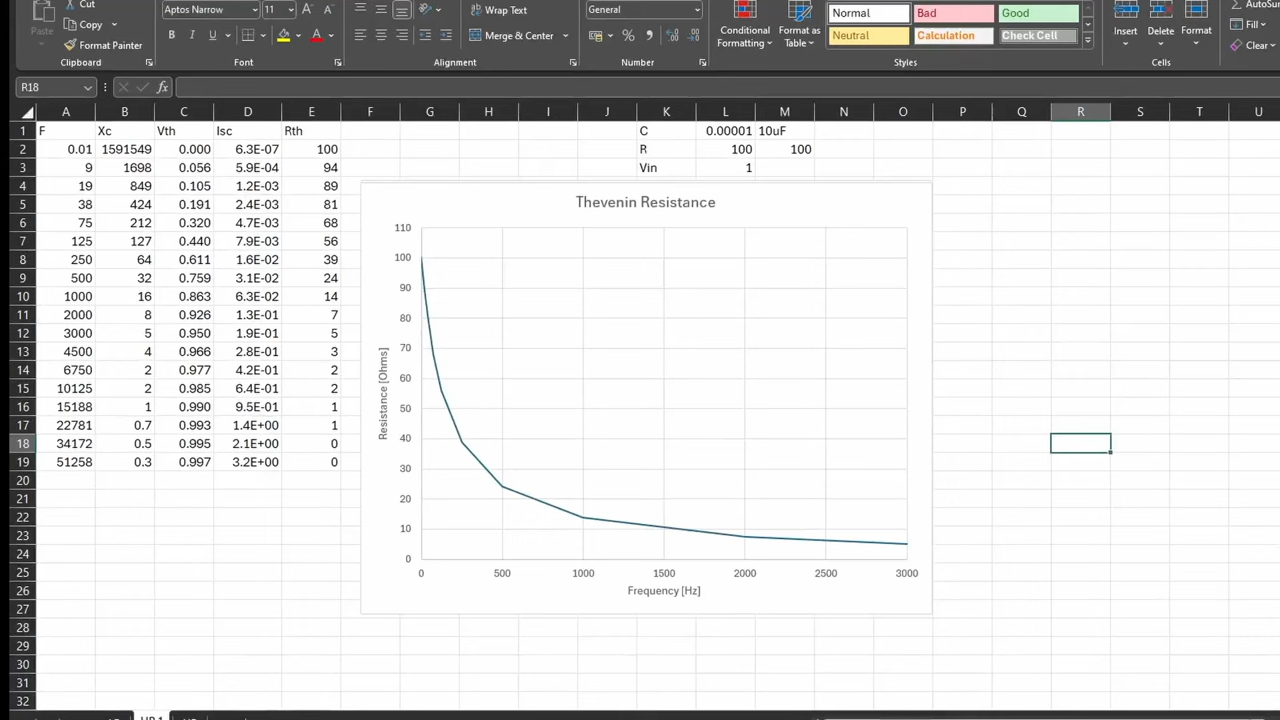 Cut AutoSum
Paste Copy Aptos Narrow 11 A A Wrap Text General Conditional Formatting Format As Table Normal Bad Good Insert Delete Format Fill
Format Painter B I U A Merge & Center % Neutral Calculation Check Cell Clear
Clipboard Font Alignment Number Styles Cells
R18 fx
A B C D E F G H I J K L M N O P Q R S T U
1 F Xc Vth Isc Rth C 0.00001 10uF
2 0.01 1591549 0.000 6.3E-07 100 R 100 100
3 9 1698 0.056 5.9E-04 94 Vin 1
4 19 849 0.105 1.2E-03 89
5 38 424 0.191 2.4E-03 81
6 75 212 0.320 4.7E-03 68
7 125 127 0.440 7.9E-03 56
8 250 64 0.611 1.6E-02 39
9 500 32 0.759 3.1E-02 24
10 1000 16 0.863 6.3E-02 14
11 2000 8 0.926 1.3E-01 7
12 3000 5 0.950 1.9E-01 5
13 4500 4 0.966 2.8E-01 3
14 6750 2 0.977 4.2E-01 2
15 10125 2 0.985 6.4E-01 2
16 15188 1 0.990 9.5E-01 1
17 22781 0.7 0.993 1.4E+00 1
18 34172 0.5 0.995 2.1E+00 0
19 51258 0.3 0.997 3.2E+00 0
20
21
22
23
24
25
26
27
28
29
30
31
32
Thevenin Resistance
110
100
90
80
70
60
50
40
30
20
10
0
Resistance [Ohms]
0 500 1000 1500 2000 2500 3000
Frequency [Hz]